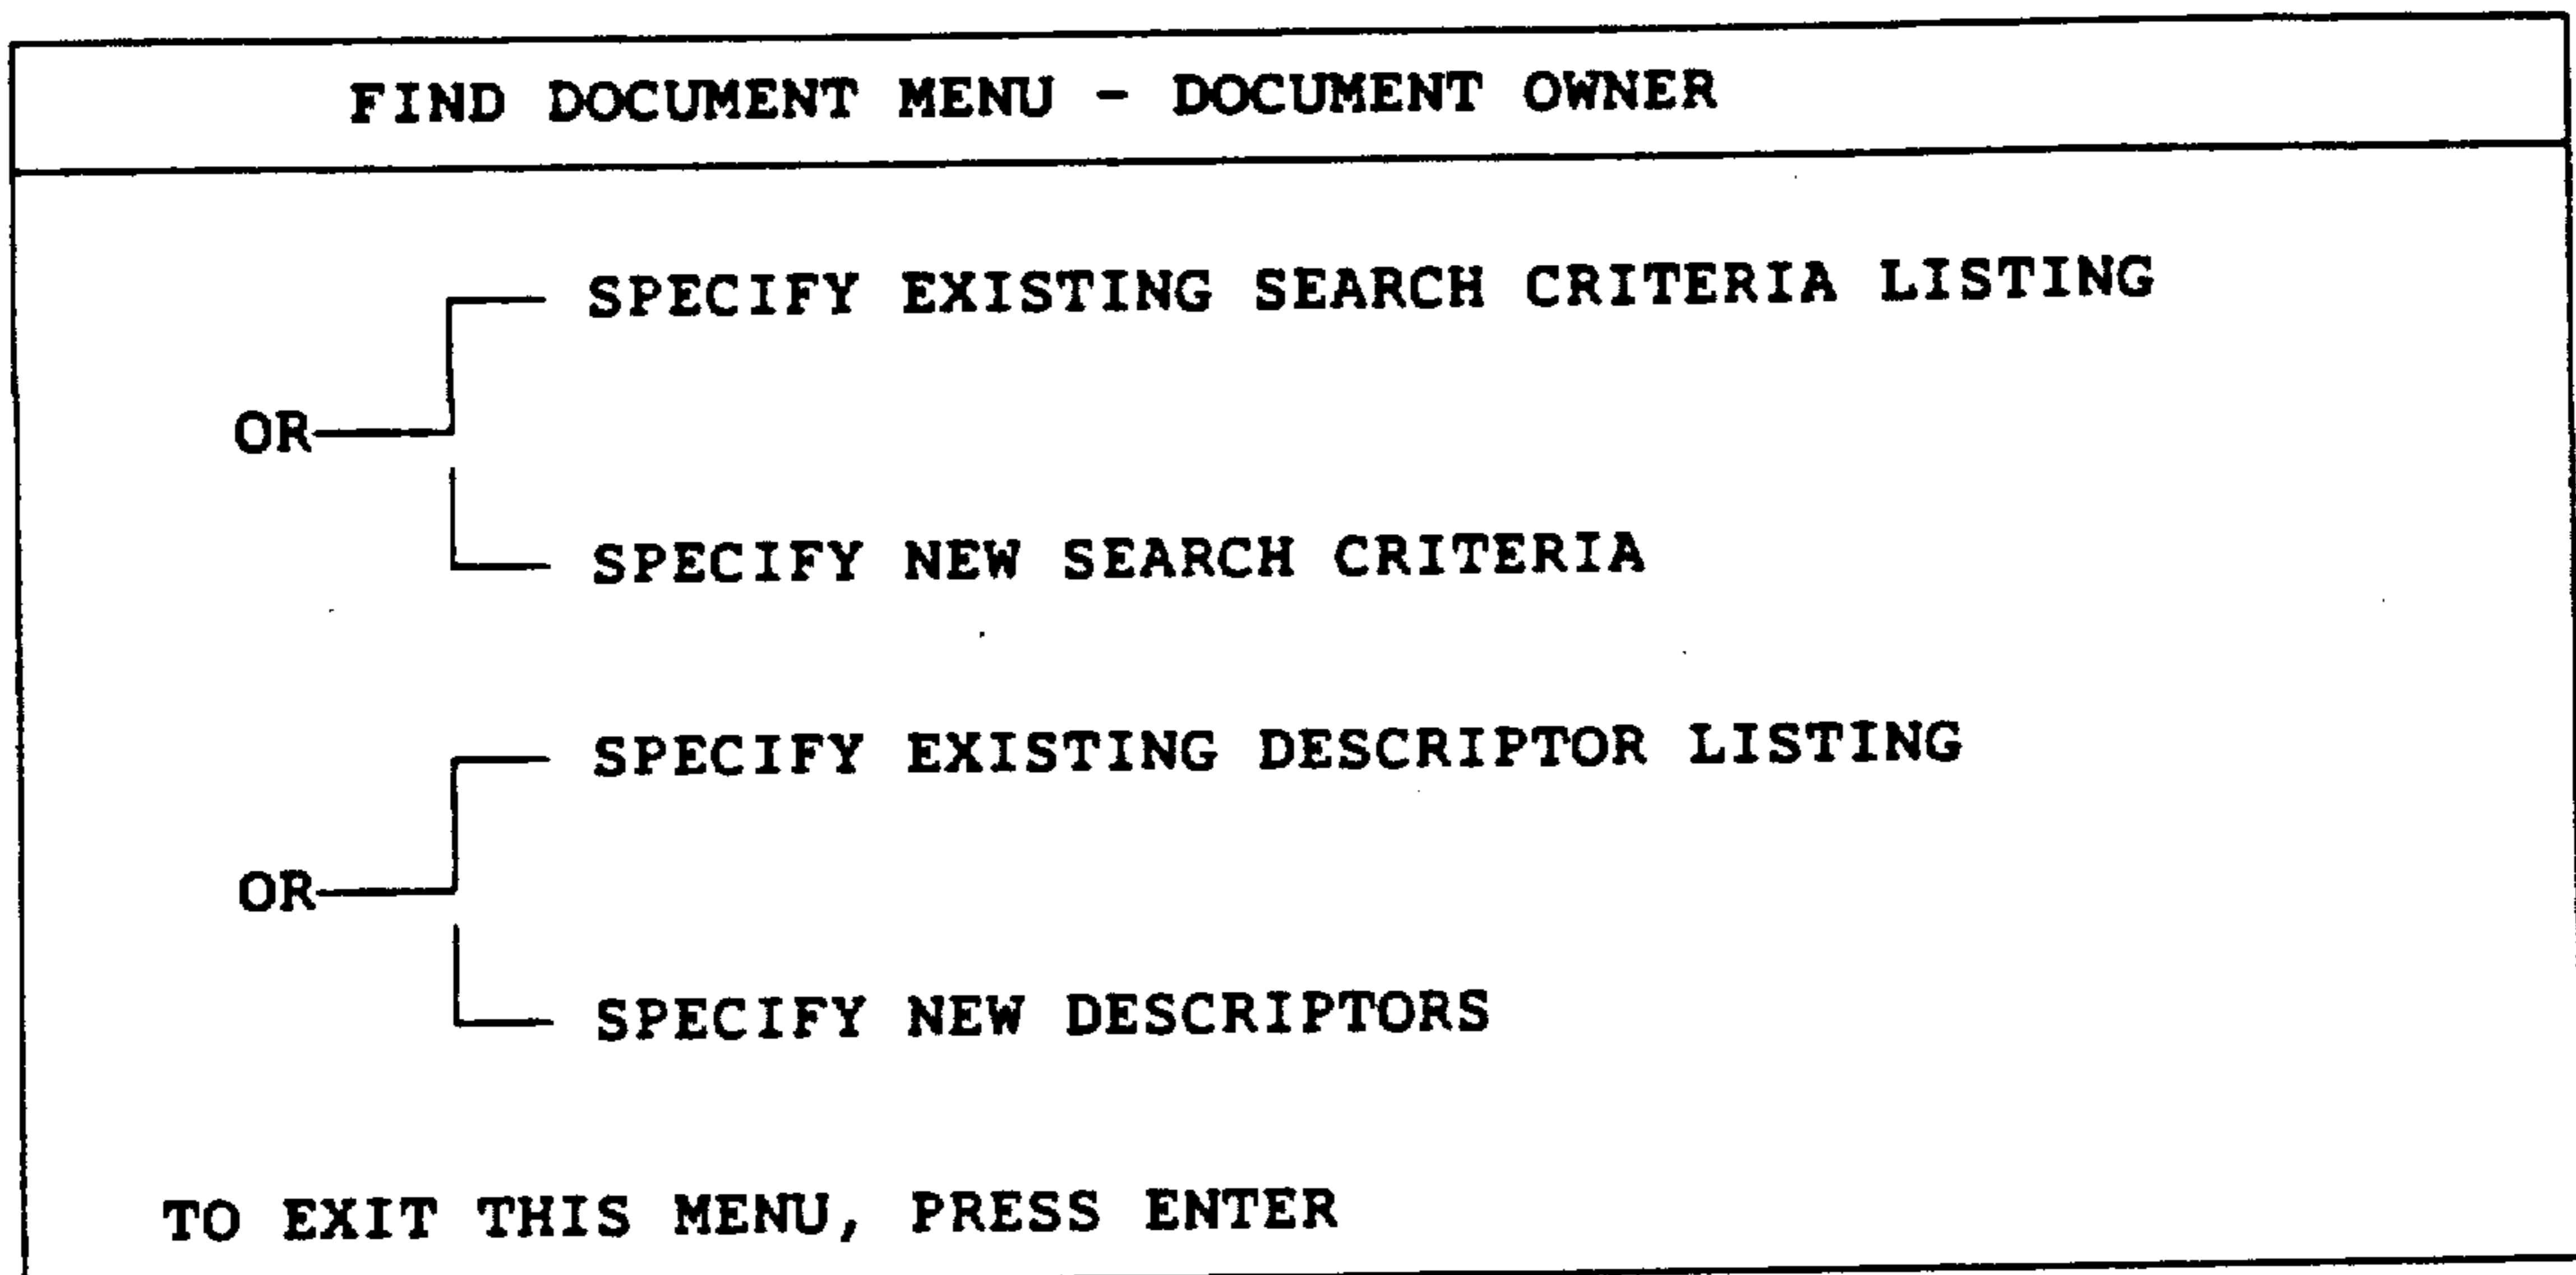 FIND DOCUMENT MENU - DOCUMENT OWNER
SPECIFY EXISTING SEARCH CRITERIA LISTING
OR
SPECIFY NEW SEARCH CRITERIA
SPECIFY EXISTING DESCRIPTOR LISTING
OR
SPECIFY NEW DESCRIPTORS
TO EXIT THIS MENU, PRESS ENTER